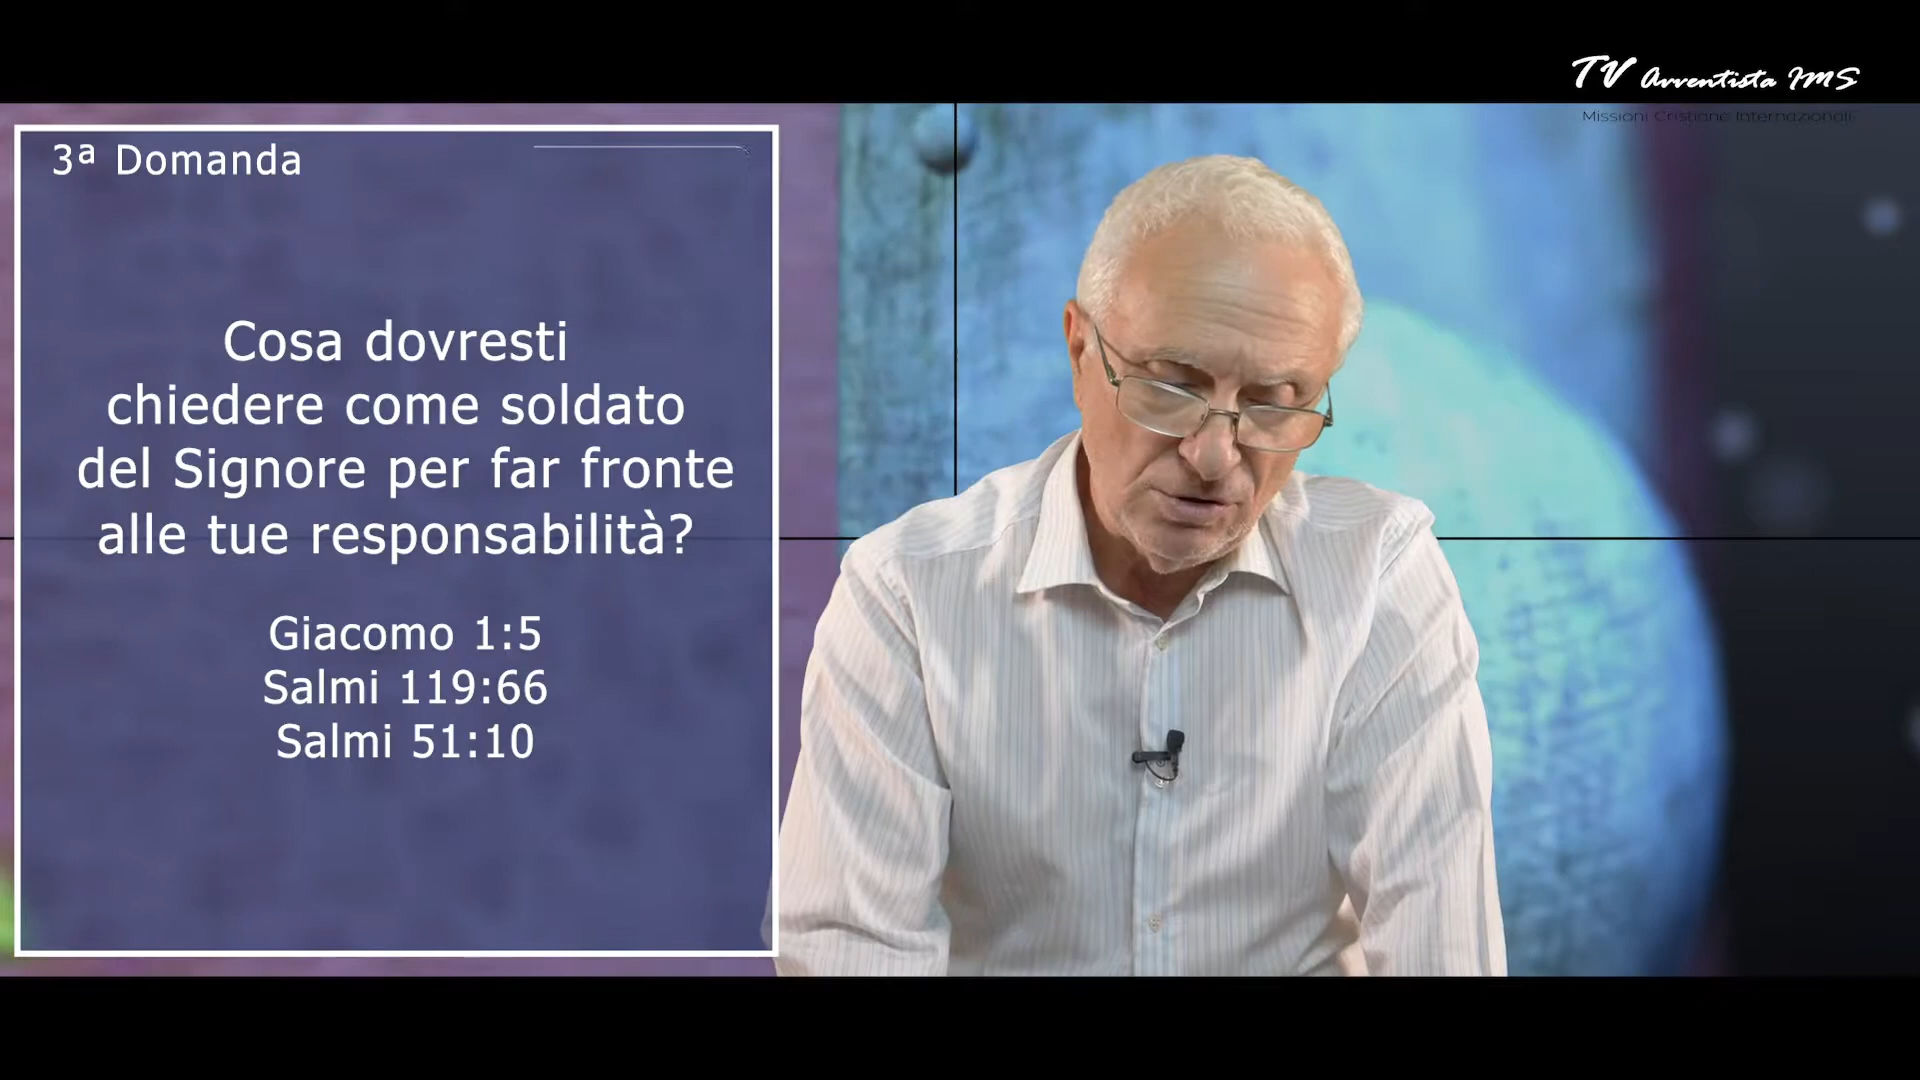 TV Avventista IMS
Missioni Cristiane Internazionali
3ª Domanda
Cosa dovresti
chiedere come soldato
del Signore per far fronte
alle tue responsabilità?
Giacomo 1:5
Salmi 119:66
Salmi 51:10